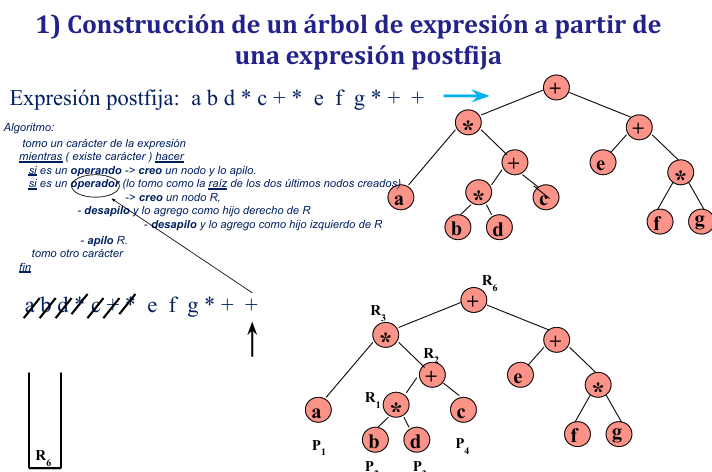 1) Construcción de un árbol de expresión a partir de
una expresión postfija
Expresión postfija: a b d * c + * e f g * + +
Algoritmo:
tomo un carácter de la expresión
mientras ( existe carácter ) hacer
si es un operando -> creo un nodo y lo apilo.
si es un operador (lo tomo como la raíz de los dos últimos nodos creados)
-> creo un nodo R,
- desapilo y lo agrego como hijo derecho de R
- desapilo y lo agrego como hijo izquierdo de R
- apilo R.
tomo otro carácter
fin
+
* +
+ e *
a * c f g
b d
a b d * c + * e f g * + +
R6
+
R3
* +
R2
+ e *
R1
a * c
b d f g
P1 P4
R6